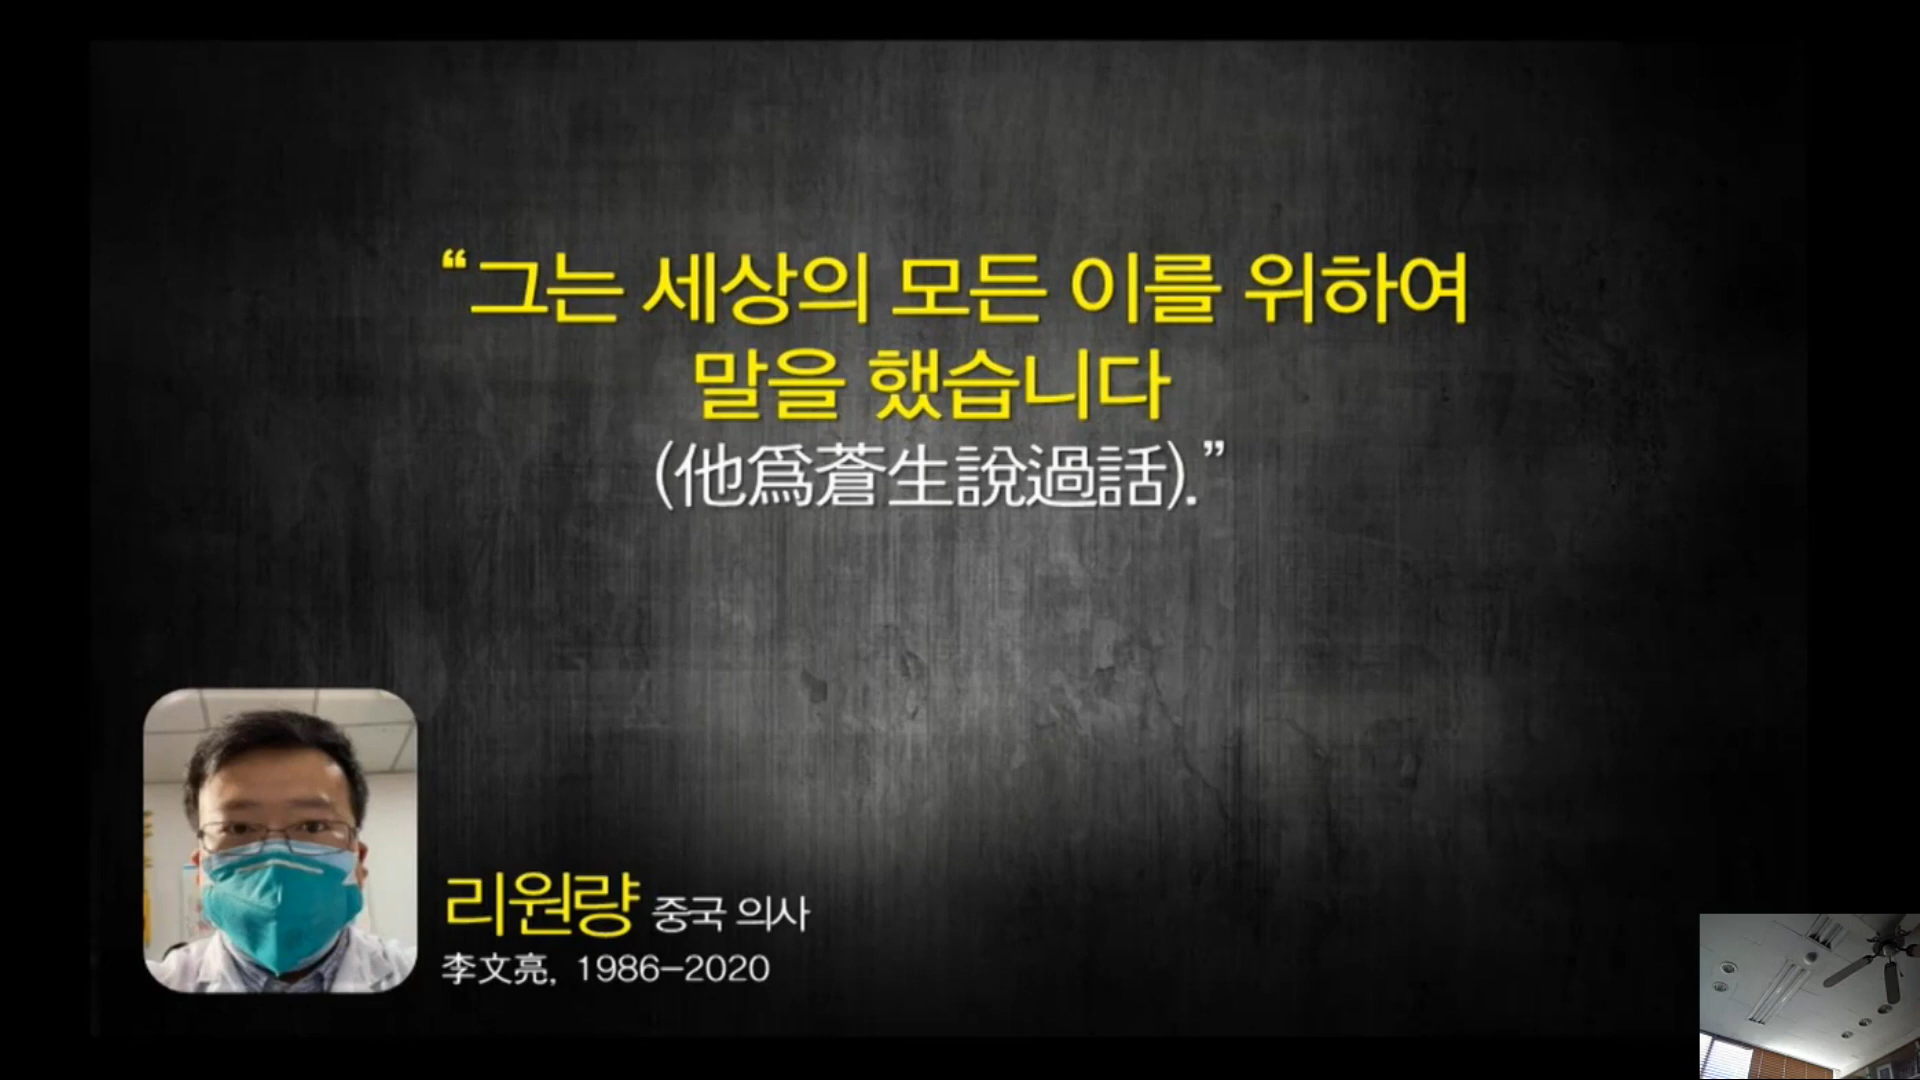 “그는 세상의 모든 이를 위하여
말을 했습니다
(他爲蒼生說過話).”
리원량 중국 의사
李文亮, 1986-2020